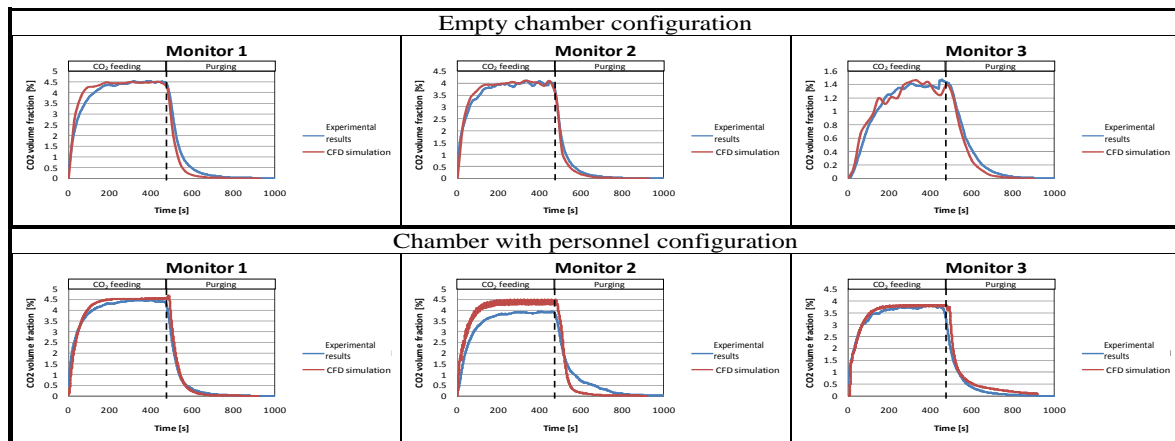 Empty chamber configuration
Monitor 1
CO₂ feeding Purging
CO2 volume fraction [%]
5
4.5
4
3.5
3
2.5
2
1.5
1
0.5
0
0 200 400 600 800 1000
Time [s]
Experimental
results
CFD simulation
Monitor 2
CO₂ feeding Purging
CO2 volume fraction [%]
5
4.5
4
3.5
3
2.5
2
1.5
1
0.5
0
0 200 400 600 800 1000
Time [s]
Experimental
results
CFD simulation
Monitor 3
CO₂ feeding Purging
CO2 volume fraction [%]
1.6
1.4
1.2
1
0.8
0.6
0.4
0.2
0
0 200 400 600 800 1000
Time [s]
Experimental
results
CFD simulation
Chamber with personnel configuration
Monitor 1
CO₂ feeding Purging
CO2 volume fraction [%]
5
4.5
4
3.5
3
2.5
2
1.5
1
0.5
0
0 200 400 600 800 1000
Time [s]
Experimental
results
CFD simulation
Monitor 2
CO₂ feeding Purging
CO2 volume fraction [%]
5
4.5
4
3.5
3
2.5
2
1.5
1
0.5
0
0 200 400 600 800 1000
Time [s]
Experimental
results
CFD simulation
Monitor 3
CO₂ feeding Purging
CO2 volume fraction [%]
5
4.5
4
3.5
3
2.5
2
1.5
1
0.5
0
0 200 400 600 800 1000
Time [s]
Experimental
results
CFD simulation